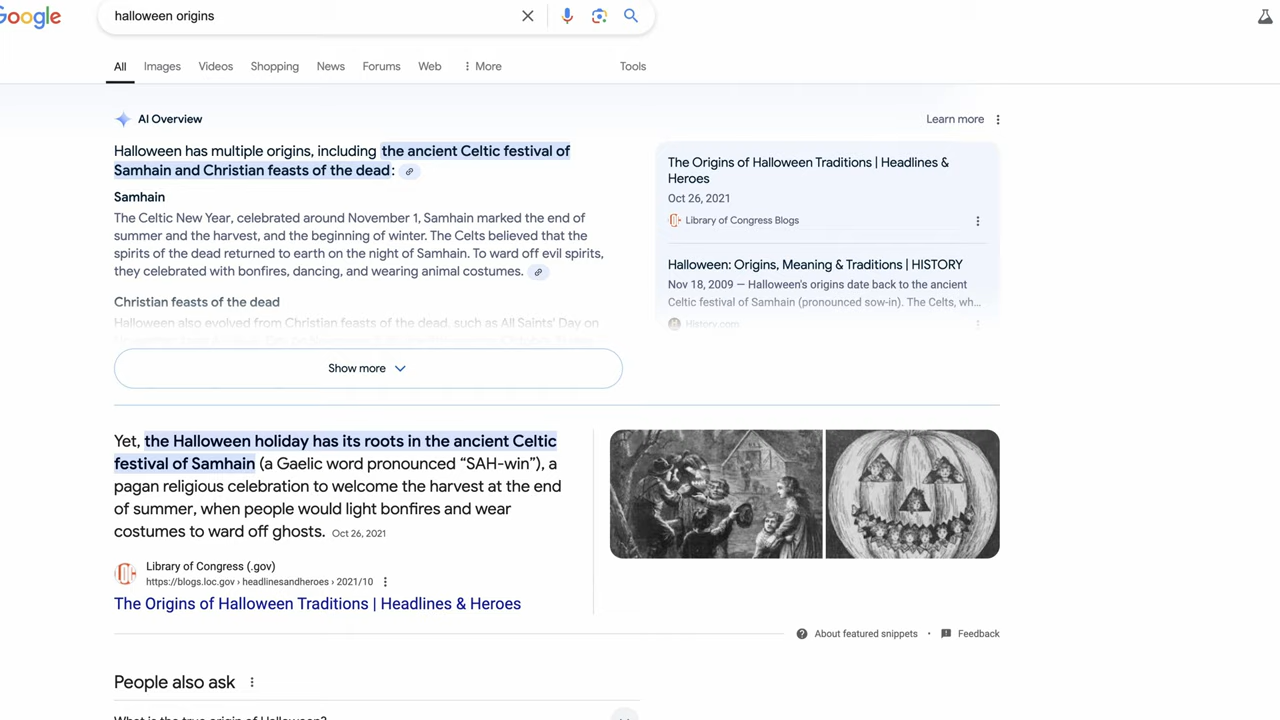 Google
halloween origins
All Images Videos Shopping News Forums Web More Tools
AI Overview
Learn more
Halloween has multiple origins, including the ancient Celtic festival of
Samhain and Christian feasts of the dead:
Samhain
The Celtic New Year, celebrated around November 1, Samhain marked the end of
summer and the harvest, and the beginning of winter. The Celts believed that the
spirits of the dead returned to earth on the night of Samhain. To ward off evil spirits,
they celebrated with bonfires, dancing, and wearing animal costumes.
Christian feasts of the dead
Halloween also evolved from Christian feasts of the dead, such as All Saints' Day on
Show more
The Origins of Halloween Traditions | Headlines &
Heroes
Oct 26, 2021
Library of Congress Blogs
Halloween: Origins, Meaning & Traditions | HISTORY
Nov 18, 2009 — Halloween's origins date back to the ancient
Celtic festival of Samhain (pronounced sow-in). The Celts, wh...
History.com
Yet, the Halloween holiday has its roots in the ancient Celtic
festival of Samhain (a Gaelic word pronounced “SAH-win”), a
pagan religious celebration to welcome the harvest at the end
of summer, when people would light bonfires and wear
costumes to ward off ghosts. Oct 26, 2021
Library of Congress (.gov)
https://blogs.loc.gov › headlinesandheroes › 2021/10
The Origins of Halloween Traditions | Headlines & Heroes
About featured snippets • Feedback
People also ask
What is the true origin of Halloween?